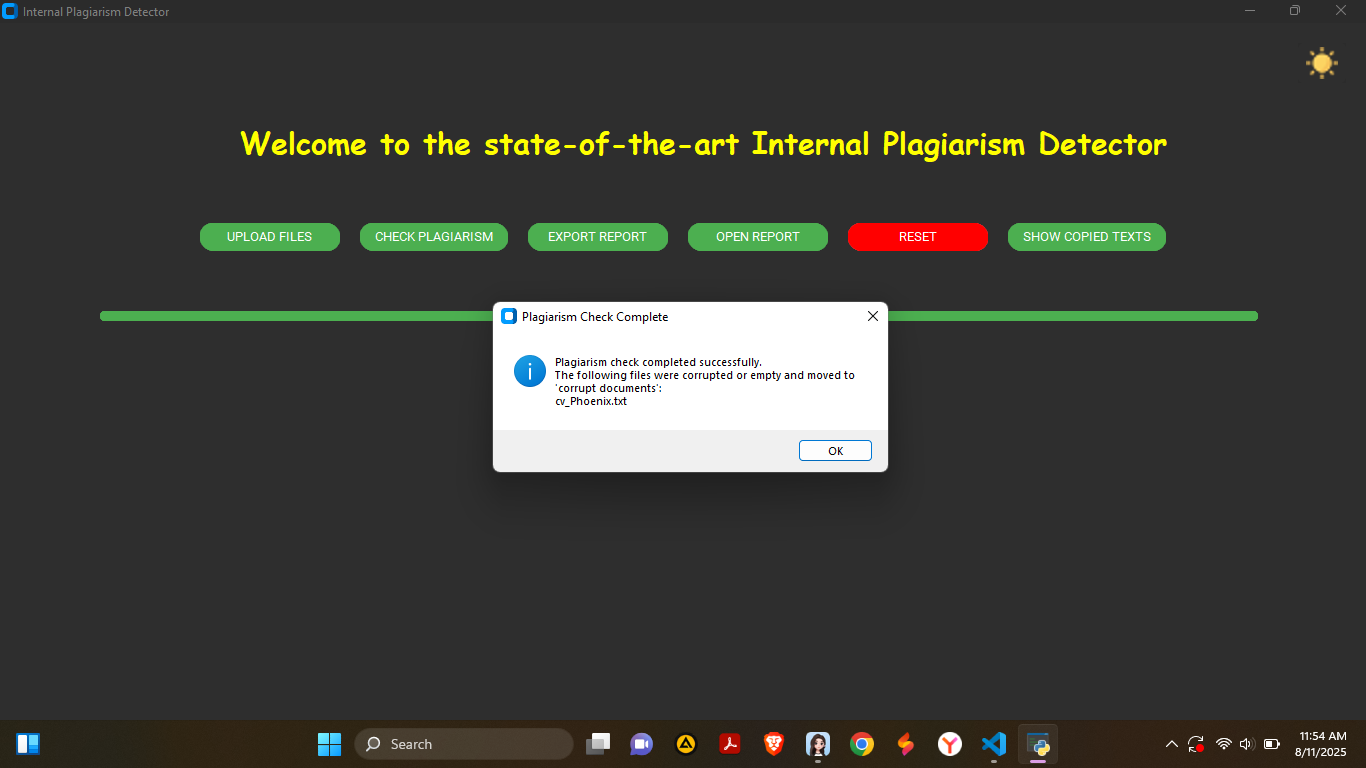 Internal Plagiarism Detector
Welcome to the state-of-the-art Internal Plagiarism Detector
UPLOAD FILES
CHECK PLAGIARISM
EXPORT REPORT
OPEN REPORT
RESET
SHOW COPIED TEXTS
Plagiarism Check Complete
Plagiarism check completed successfully.
The following files were corrupted or empty and moved to
'corrupt documents':
cv_Phoenix.txt
OK
Search
11:54 AM
8/11/2025